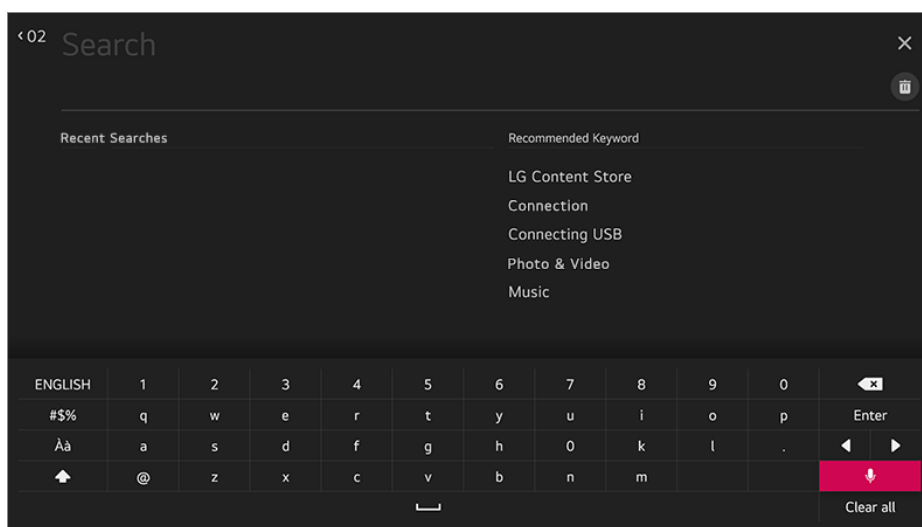 ‹ 02
Search
Recent Searches
Recommended Keyword
LG Content Store
Connection
Connecting USB
Photo & Video
Music
ENGLISH 1 2 3 4 5 6 7 8 9 0
#$% q w e r t y u i o p Enter
Àà a s d f g h 0 k l .
@ z x c v b n m
Clear all